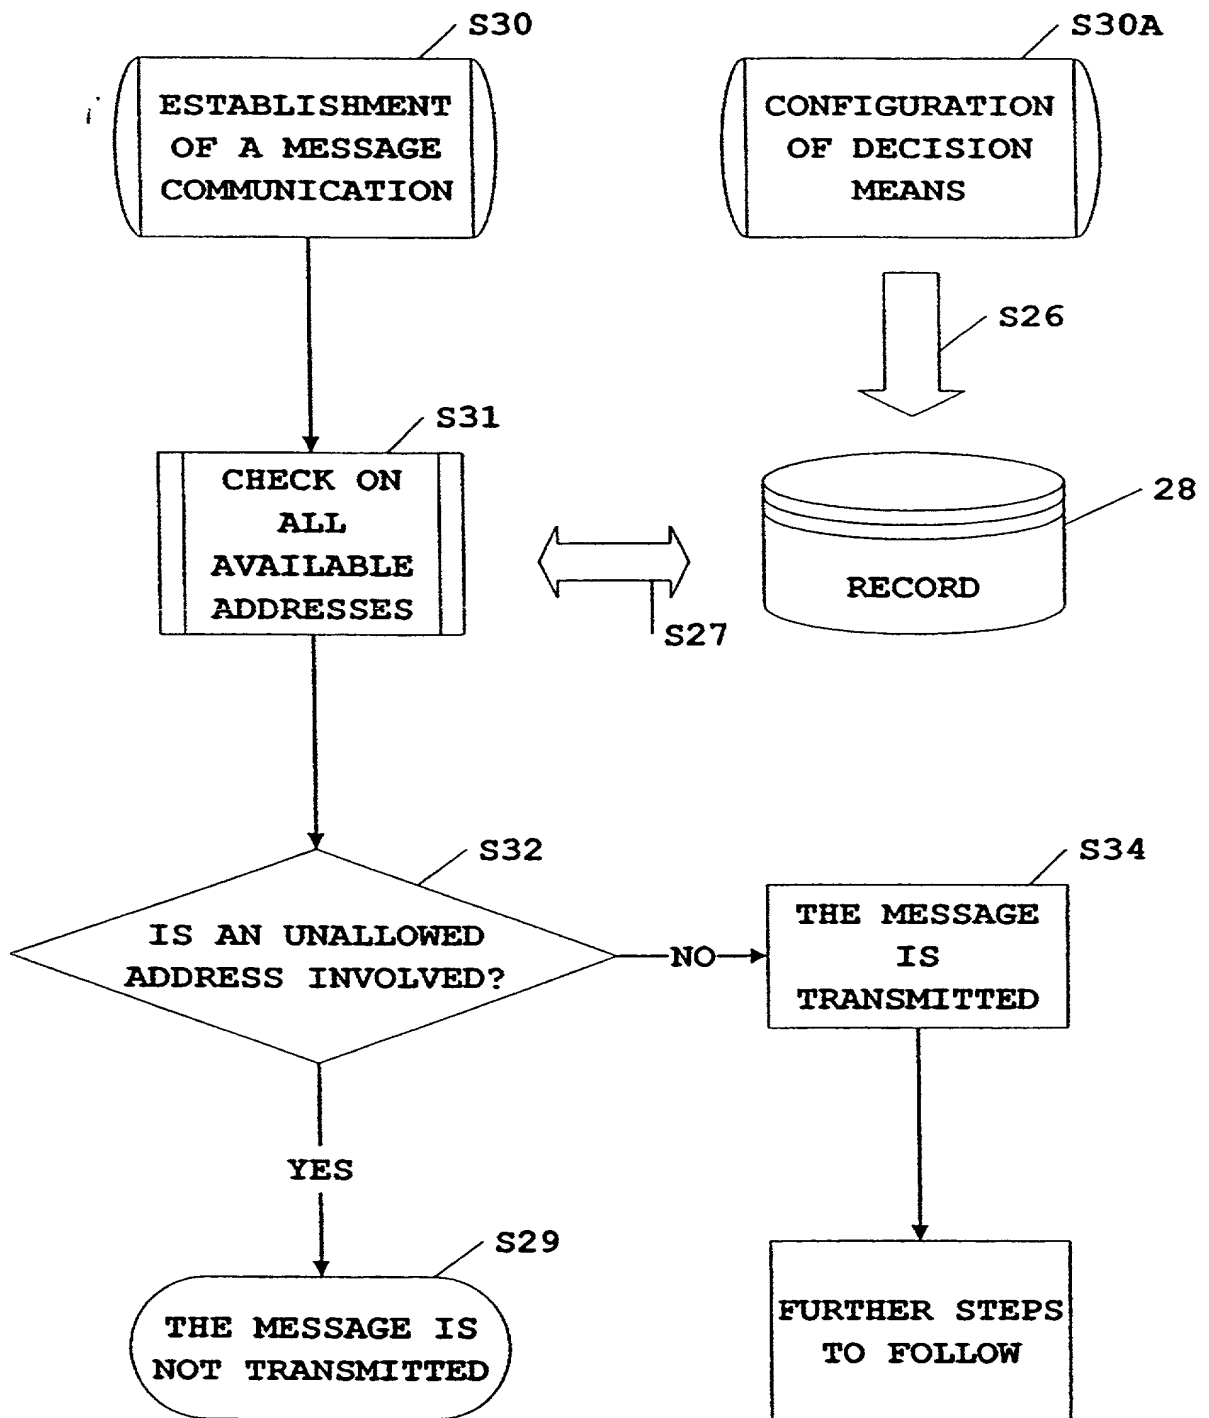 S30
ESTABLISHMENT
OF A MESSAGE
COMMUNICATION
S30A
CONFIGURATION
OF DECISION
MEANS
S26
S31
CHECK ON
ALL
AVAILABLE
ADDRESSES
S27
28
RECORD
S32
IS AN UNALLOWED
ADDRESS INVOLVED?
NO
S34
THE MESSAGE
IS
TRANSMITTED
YES
S29
THE MESSAGE IS
NOT TRANSMITTED
FURTHER STEPS
TO FOLLOW